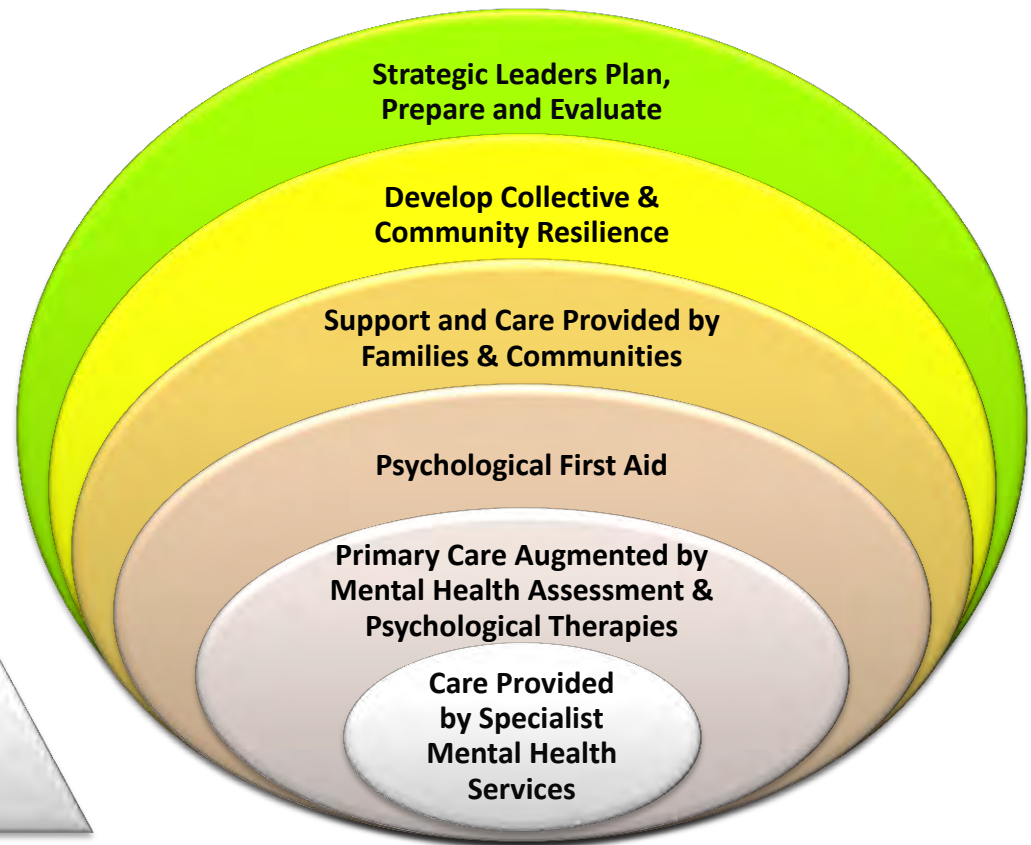 Strategic Leaders Plan,
Prepare and Evaluate
Develop Collective &
Community Resilience
Support and Care Provided by
Families & Communities
Psychological First Aid
Primary Care Augmented by
Mental Health Assessment &
Psychological Therapies
Care Provided
by Specialist
Mental Health
Services